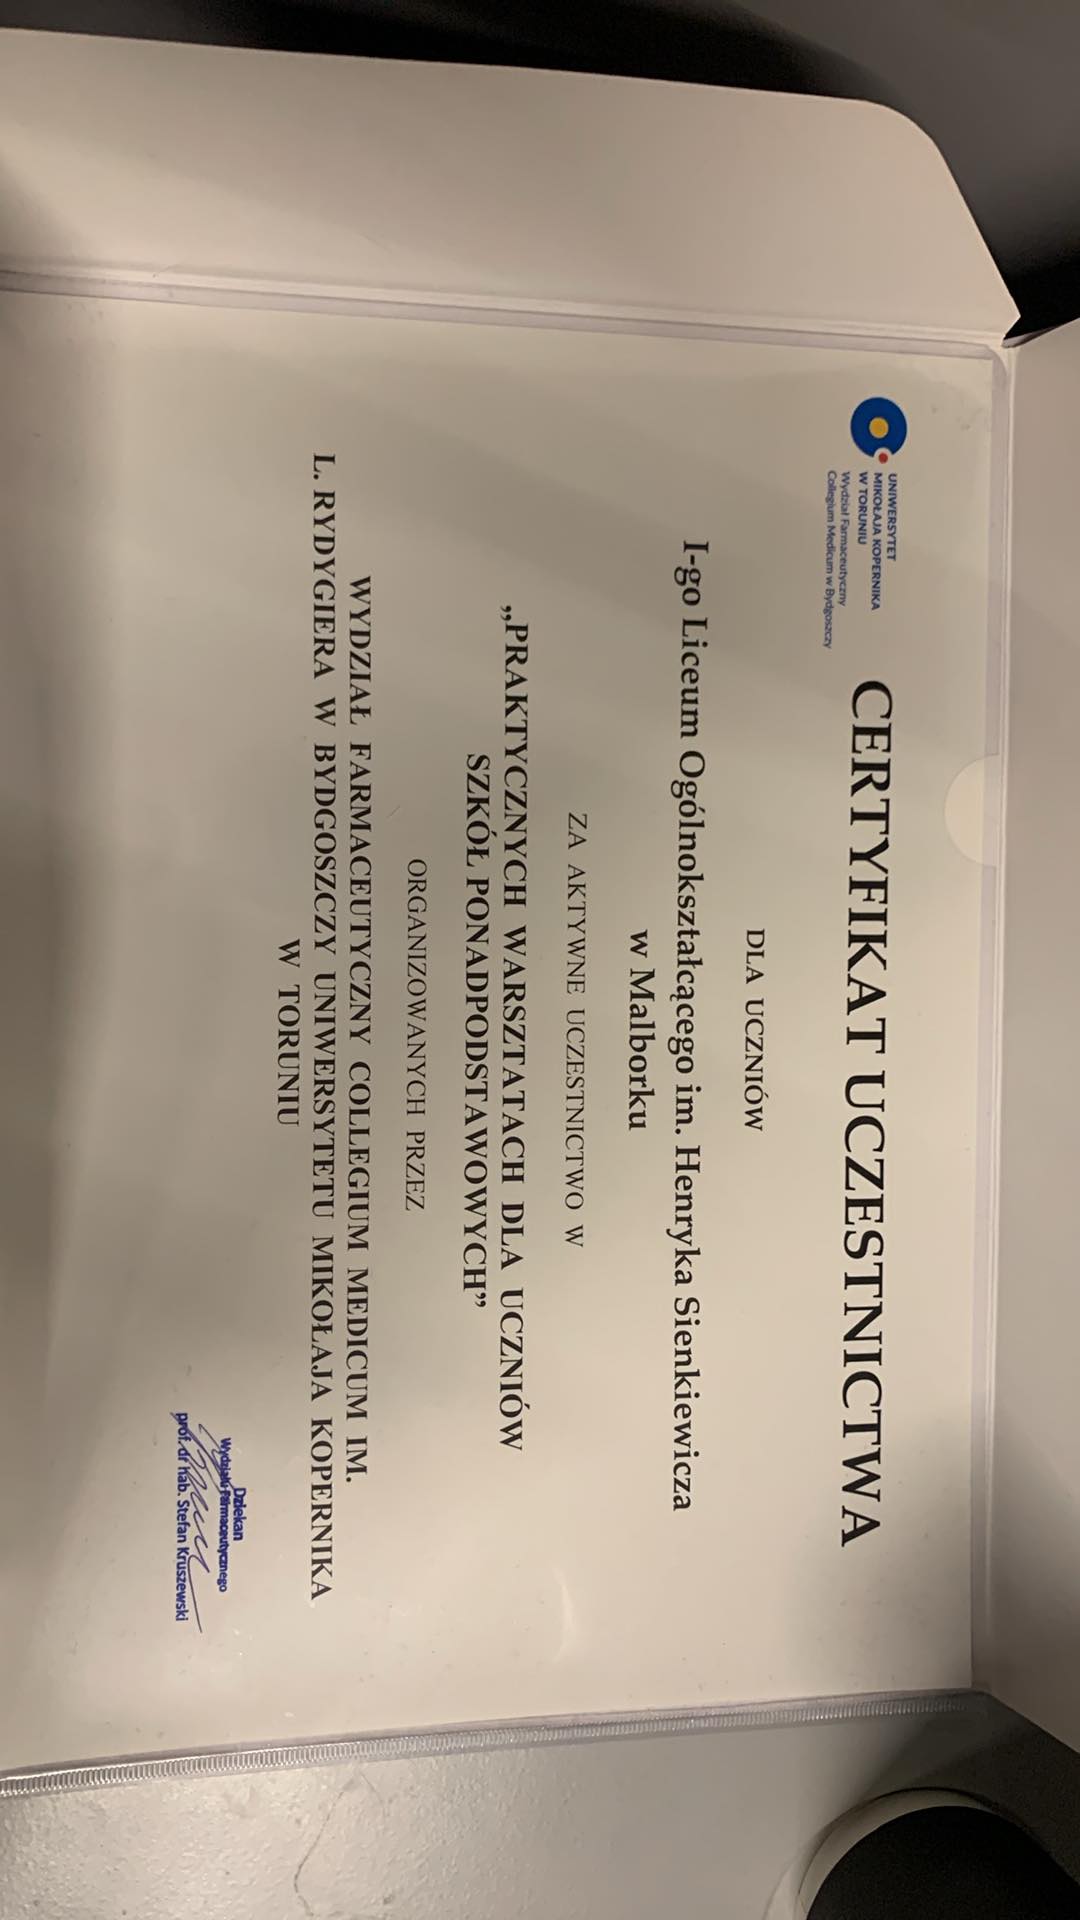 UNIWERSYTET
MIKOŁAJA KOPERNIKA
W TORUNIU
Wydział Farmaceutyczny
Collegium Medicum w Bydgoszczy
CERTYFIKAT UCZESTNICTWA
DLA UCZNIÓW
I-go Liceum Ogólnokształcącego im. Henryka Sienkiewicza
w Malborku
ZA AKTYWNE UCZESTNICTWO W
„PRAKTYCZNYCH WARSZTATACH DLA UCZNIÓW
SZKÓŁ PONADPODSTAWOWYCH”
ORGANIZOWANYCH PRZEZ
WYDZIAŁ FARMACEUTYCZNY COLLEGIUM MEDICUM IM.
L. RYDYGIERA W BYDGOSZCZY UNIWERSYTETU MIKOŁAJA KOPERNIKA
W TORUNIU
Dziekan
Wydziału Farmaceutycznego
prof. dr hab. Stefan Kruszewski